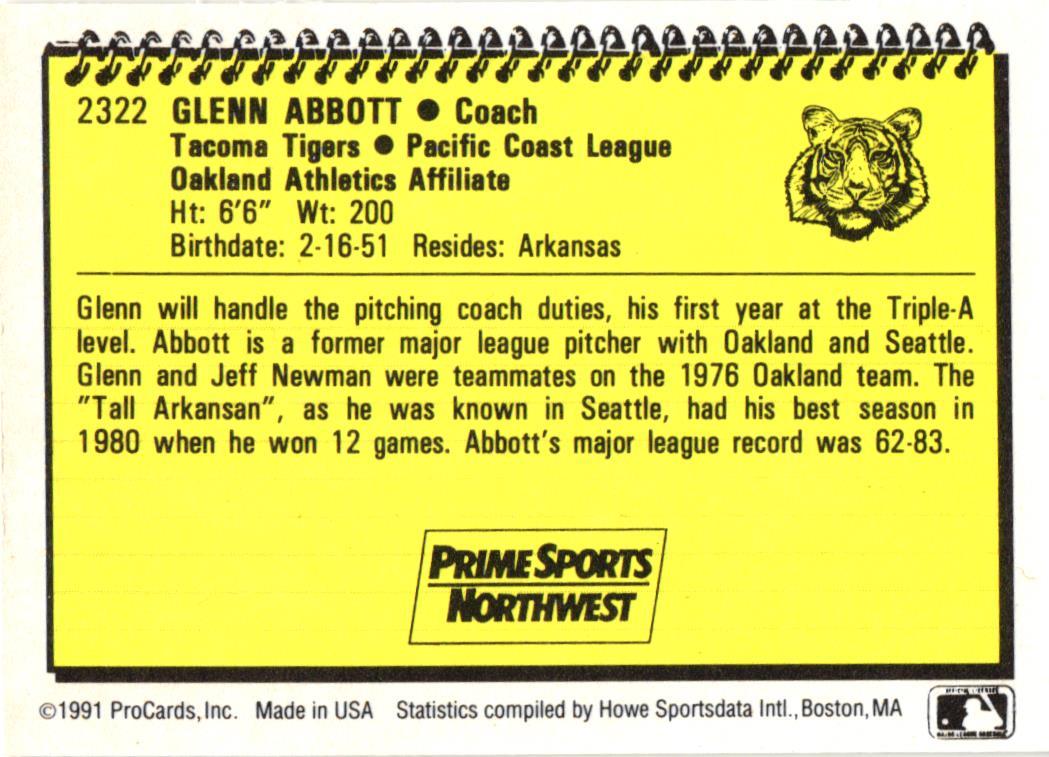 2322 GLENN ABBOTT ● Coach
Tacoma Tigers ● Pacific Coast League
Oakland Athletics Affiliate
Ht: 6'6" Wt: 200
Birthdate: 2-16-51 Resides: Arkansas
Glenn will handle the pitching coach duties, his first year at the Triple-A
level. Abbott is a former major league pitcher with Oakland and Seattle.
Glenn and Jeff Newman were teammates on the 1976 Oakland team. The
"Tall Arkansan", as he was known in Seattle, had his best season in
1980 when he won 12 games. Abbott's major league record was 62-83.
PRIME SPORTS
NORTHWEST
©1991 ProCards, Inc. Made in USA Statistics compiled by Howe Sportsdata Intl., Boston, MA